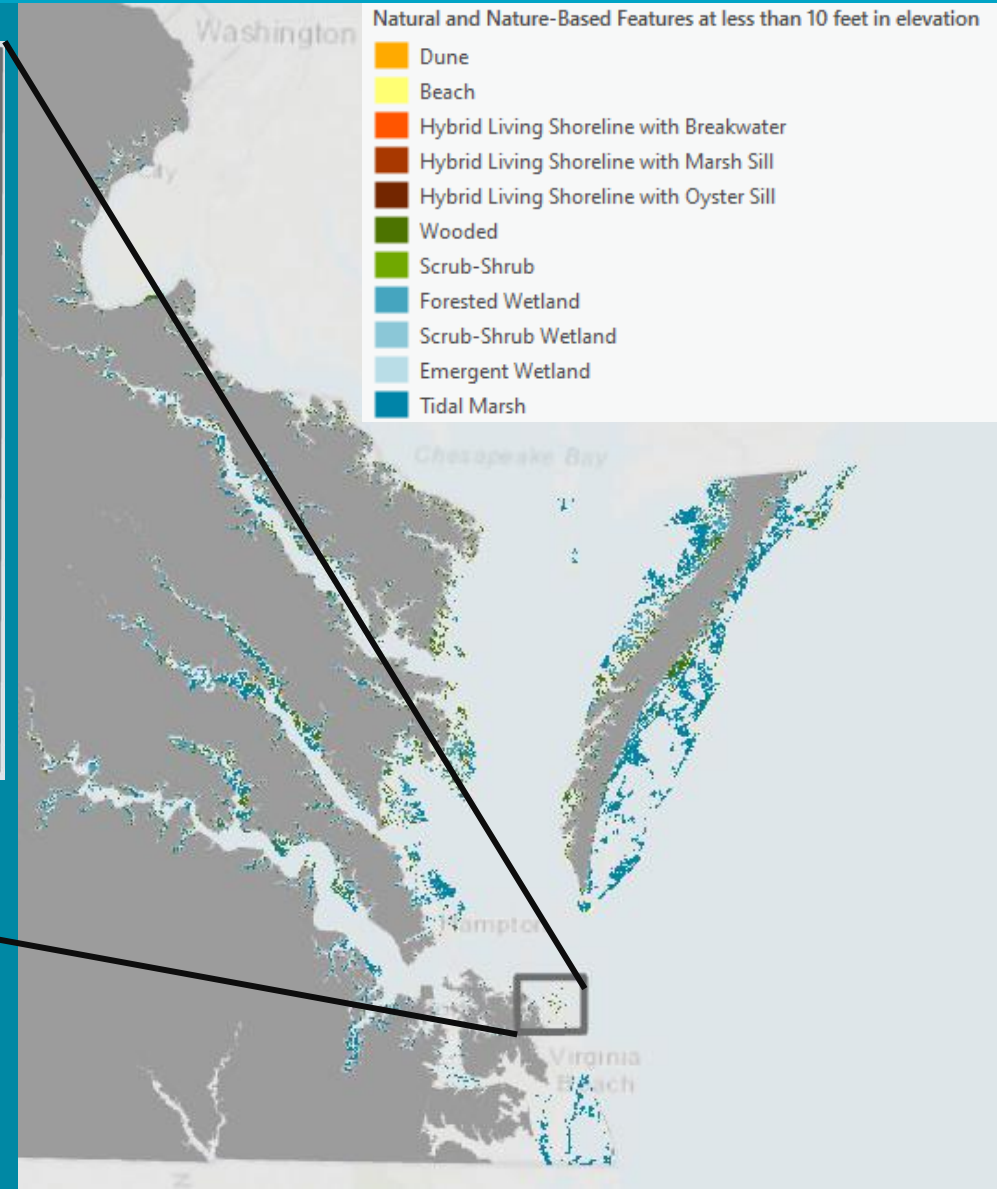 Washington
Natural and Nature-Based Features at less than 10 feet in elevation
Dune
Beach
Hybrid Living Shoreline with Breakwater
Hybrid Living Shoreline with Marsh Sill
Hybrid Living Shoreline with Oyster Sill
Wooded
Scrub-Shrub
Forested Wetland
Scrub-Shrub Wetland
Emergent Wetland
Tidal Marsh
City
Chesapeake Bay
Hampton
Virginia
Beach